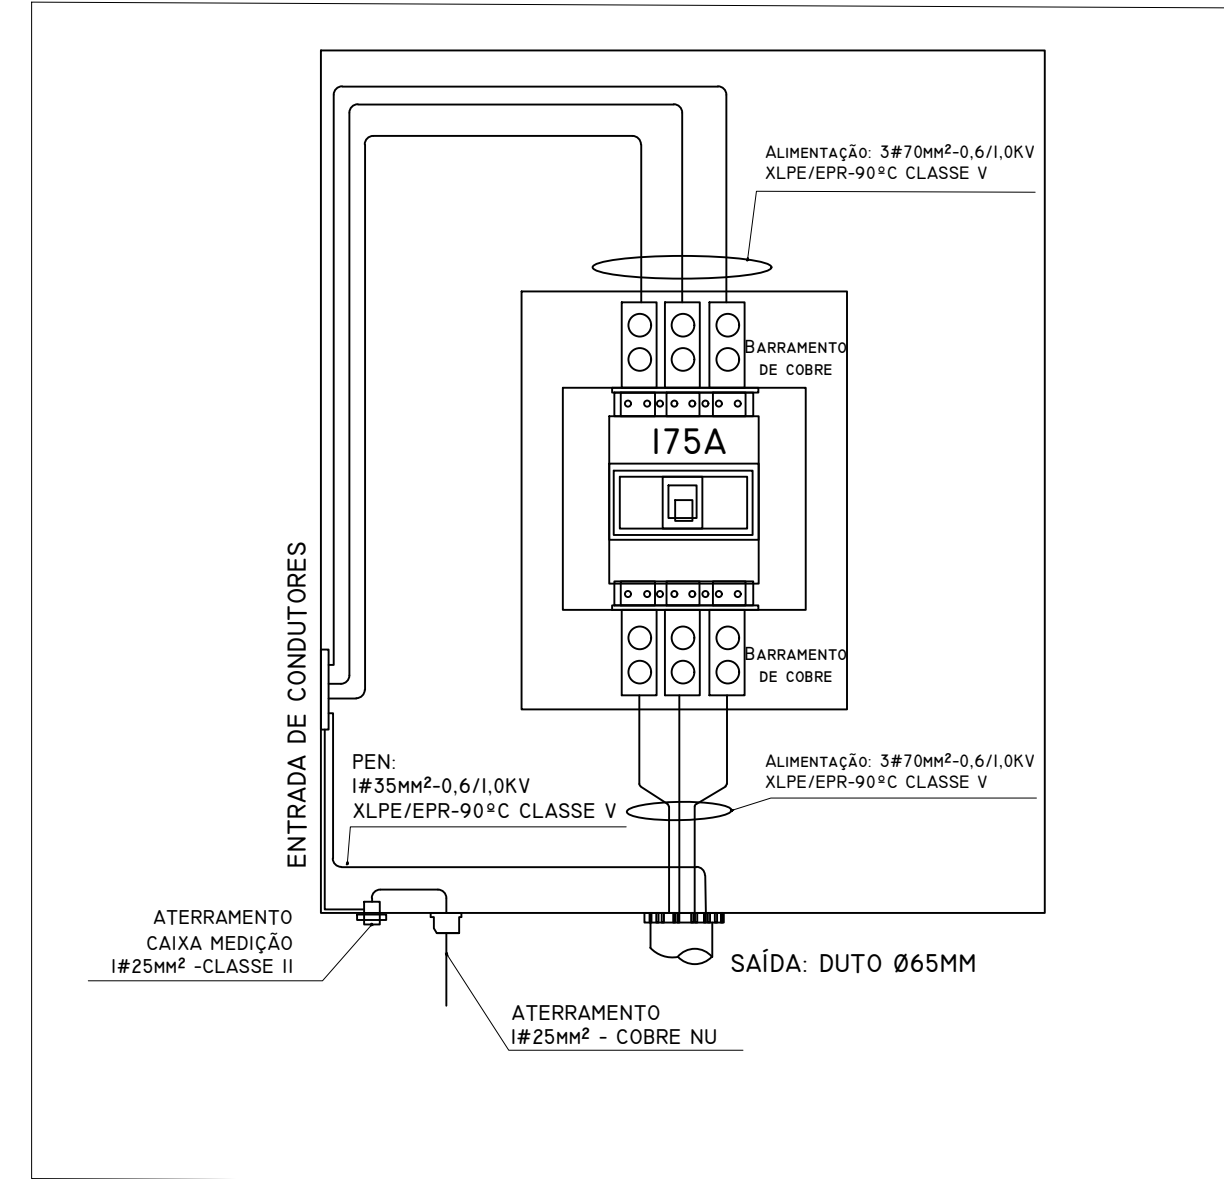 Alimentação: 3#70mm²-0,6/1,0KV
XLPE/EPR-90ºC CLASSE V
Barramento
de cobre
175A
Barramento
de cobre
ENTRADA DE CONDUTORES
PEN:
1#35mm²-0,6/1,0KV
XLPE/EPR-90ºC CLASSE V
Alimentação: 3#70mm²-0,6/1,0KV
XLPE/EPR-90ºC CLASSE V
ATERRAMENTO
CAIXA MEDIÇÃO
1#25mm² -CLASSE II
SAÍDA: DUTO Ø65MM
ATERRAMENTO
1#25mm² - COBRE NU